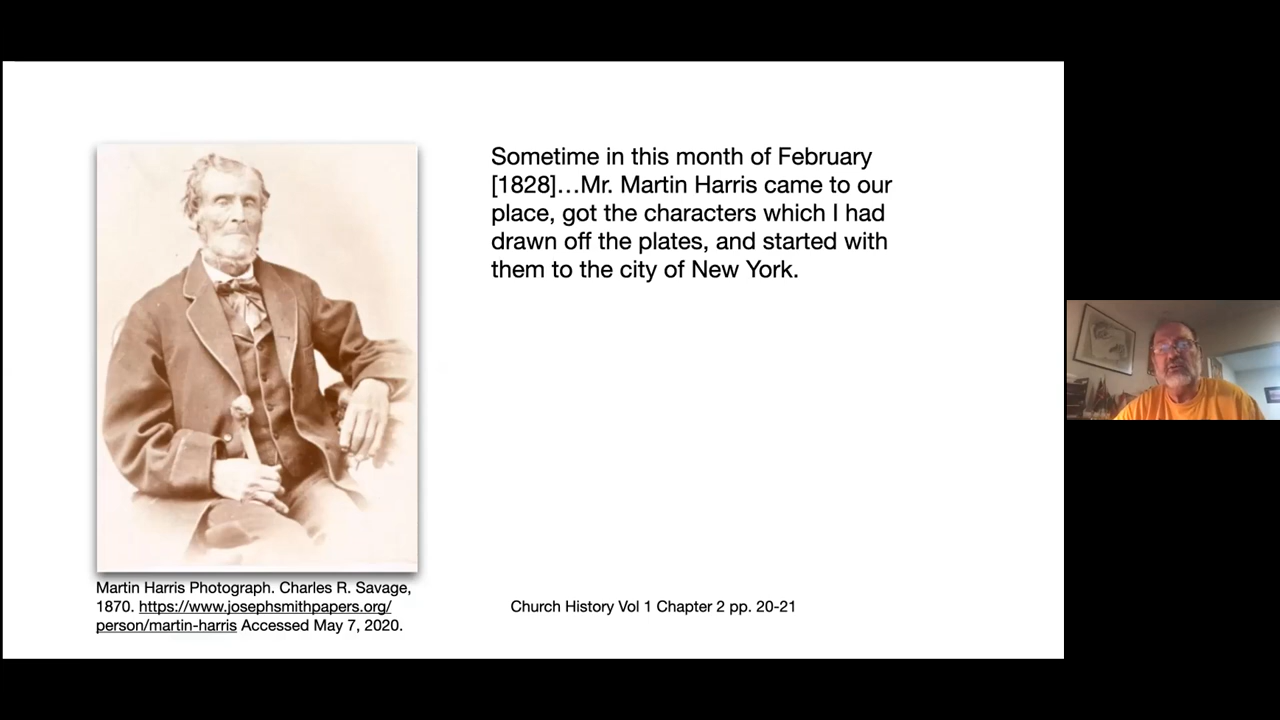 Sometime in this month of February
[1828]…Mr. Martin Harris came to our
place, got the characters which I had
drawn off the plates, and started with
them to the city of New York.
Martin Harris Photograph. Charles R. Savage,
1870. https://www.josephsmithpapers.org/
person/martin-harris Accessed May 7, 2020.
Church History Vol 1 Chapter 2 pp. 20-21